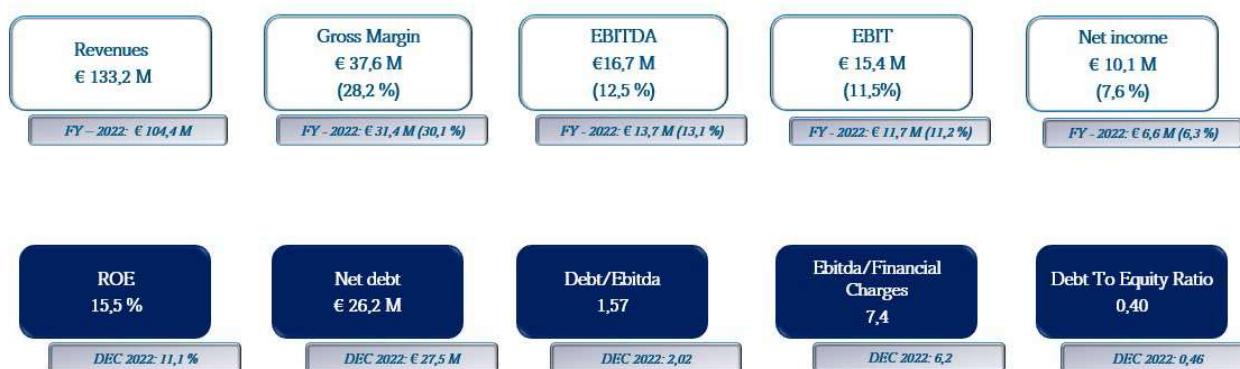 Revenues
€ 133,2 M
FY – 2022: € 104,4 M
Gross Margin
€ 37,6 M
(28,2 %)
FY - 2022: € 31,4 M (30,1 %)
EBITDA
€16,7 M
(12,5 %)
FY - 2022: € 13,7 M (13,1 %)
EBIT
€ 15,4 M
(11,5%)
FY - 2022: € 11,7 M (11,2 %)
Net income
€ 10,1 M
(7,6 %)
FY - 2022: € 6,6 M (6,3 %)
ROE
15,5 %
DEC 2022: 11,1 %
Net debt
€ 26,2 M
DEC 2022: € 27,5 M
Debt/Ebitda
1,57
DEC 2022: 2,02
Ebitda/Financial
Charges
7,4
DEC 2022: 6,2
Debt To Equity Ratio
0,40
DEC 2022: 0,46